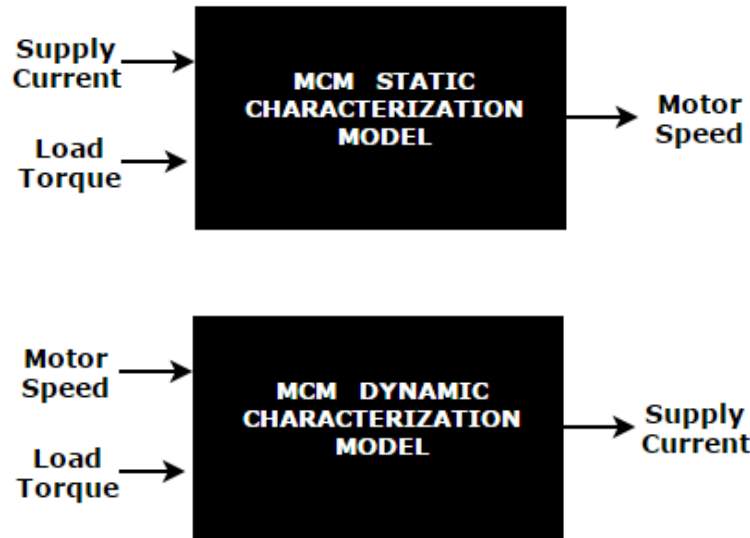 Supply
Current
MCM STATIC
CHARACTERIZATION
MODEL
Load
Torque
Motor
Speed
Motor
Speed
MCM DYNAMIC
CHARACTERIZATION
MODEL
Load
Torque
Supply
Current